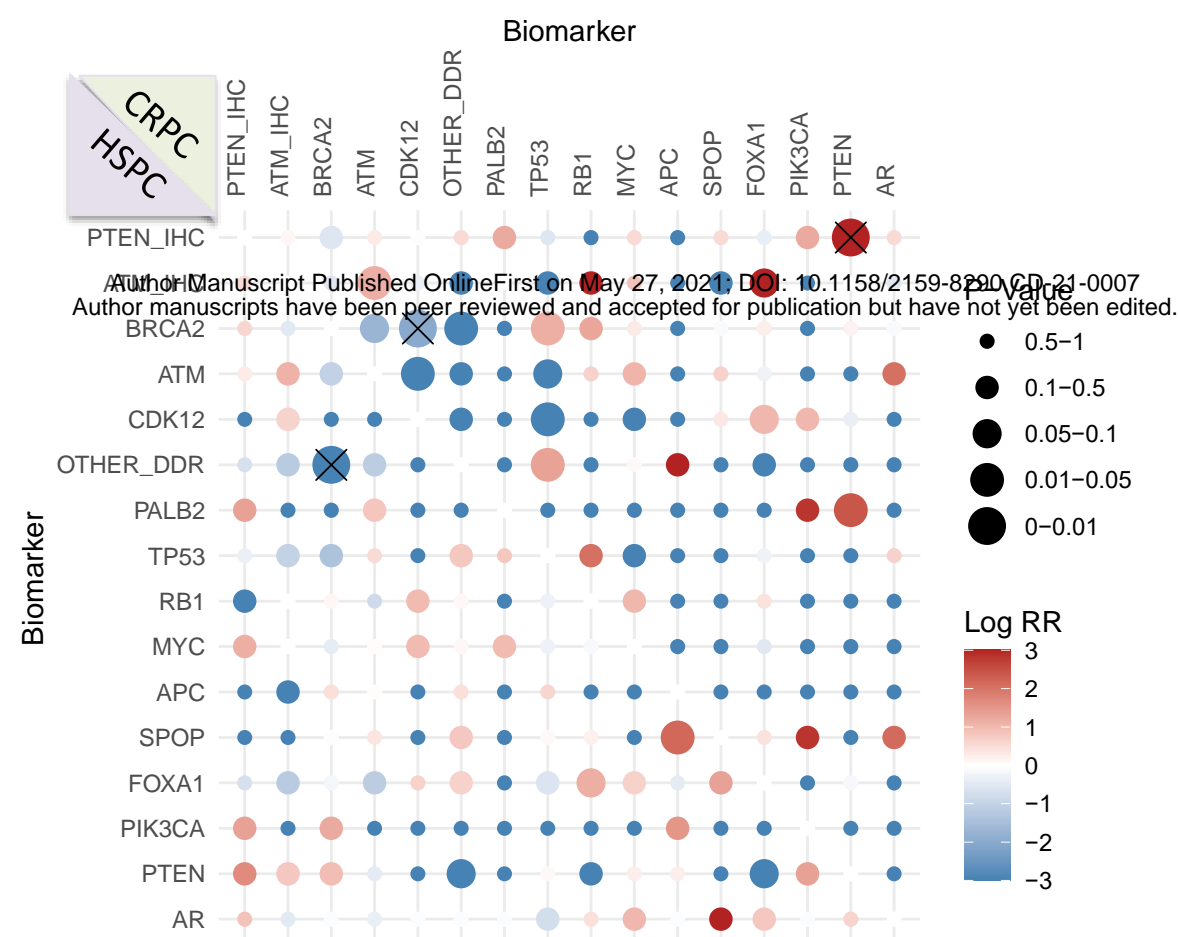 Biomarker
CRPC
HSPC
PTEN_IHC
ATM_IHC
BRCA2
ATM
CDK12
OTHER_DDR
PALB2
TP53
RB1
MYC
APC
SPOP
FOXA1
PIK3CA
PTEN
AR
Biomarker
PTEN_IHC
ATM_IHC
Author Manuscript Published OnlineFirst on May 27, 2021; DOI: 10.1158/2159-8290.CD-21-0007
Author manuscripts have been peer reviewed and accepted for publication but have not yet been edited.
BRCA2
ATM
CDK12
OTHER_DDR
PALB2
TP53
RB1
MYC
APC
SPOP
FOXA1
PIK3CA
PTEN
AR
P-Value
0.5−1
0.1−0.5
0.05−0.1
0.01−0.05
0−0.01
Log RR
3
2
1
0
−1
−2
−3